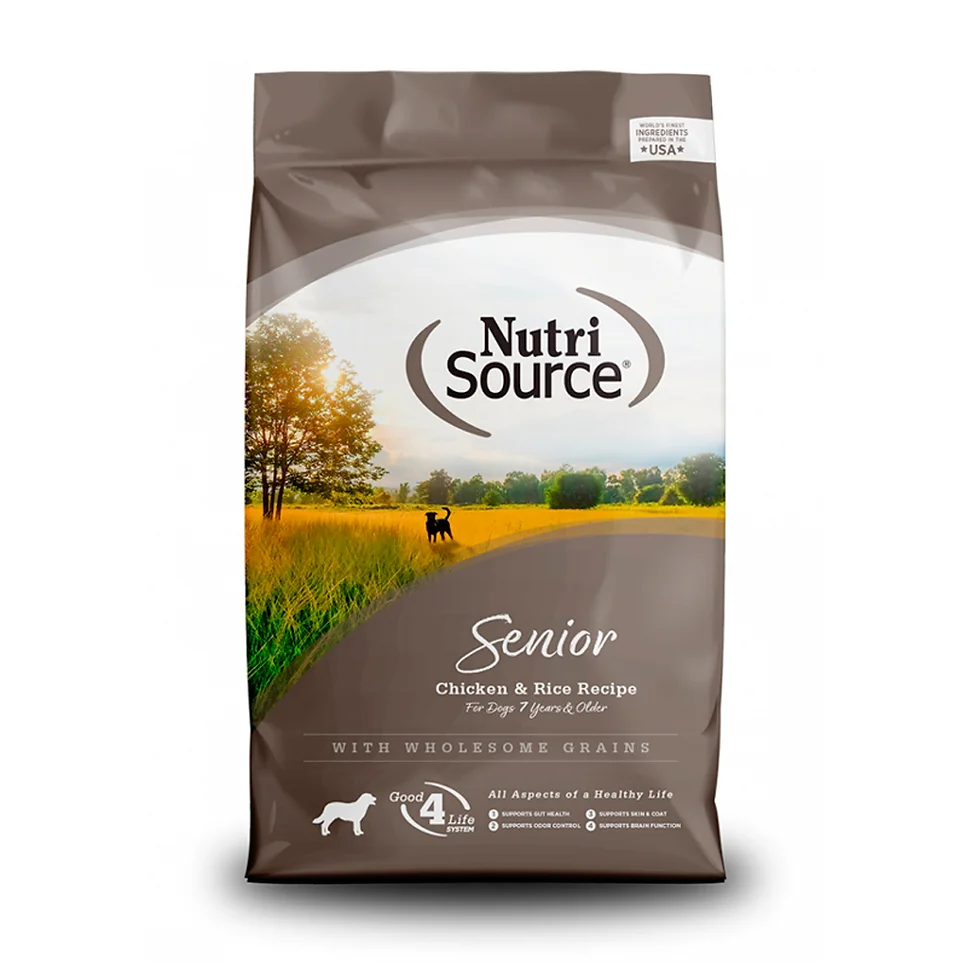 WORLD'S FINEST
INGREDIENTS
PREPARED IN THE
★USA★
Nutri
Source®
Senior
Chicken & Rice Recipe
For Dogs 7 Years & Older
WITH WHOLESOME GRAINS
Good 4 Life
SYSTEM
All Aspects of a Healthy Life
1 SUPPORTS GUT HEALTH
2 SUPPORTS ODOR CONTROL
3 SUPPORTS SKIN & COAT
4 SUPPORTS BRAIN FUNCTION